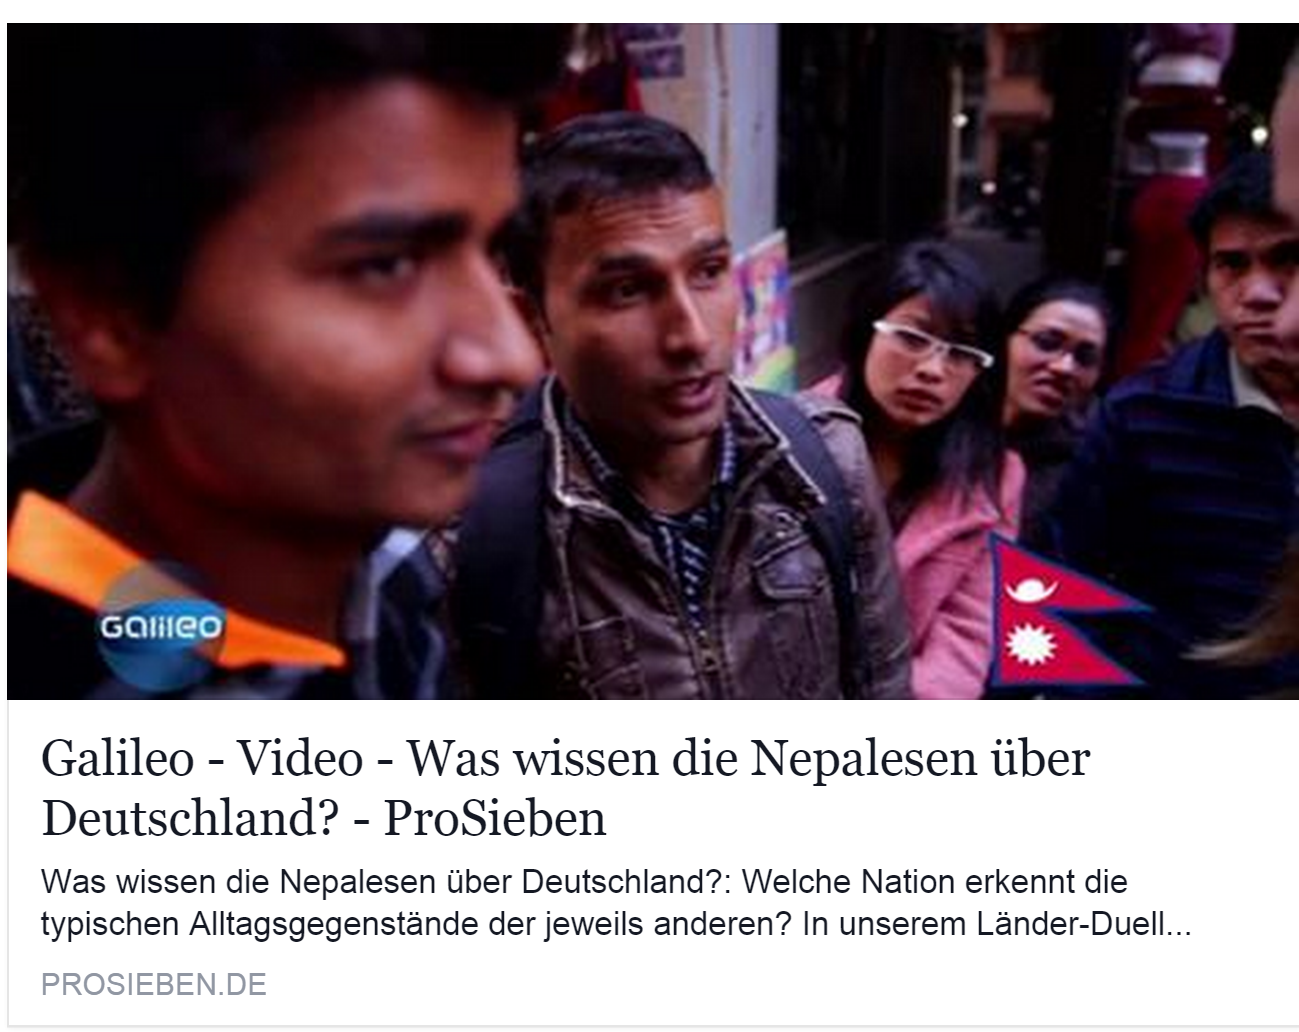 GALILEO
Galileo - Video - Was wissen die Nepalesen über
Deutschland? - ProSieben
Was wissen die Nepalesen über Deutschland?: Welche Nation erkennt die
typischen Alltagsgegenstände der jeweils anderen? In unserem Länder-Duell...
PROSIEBEN.DE